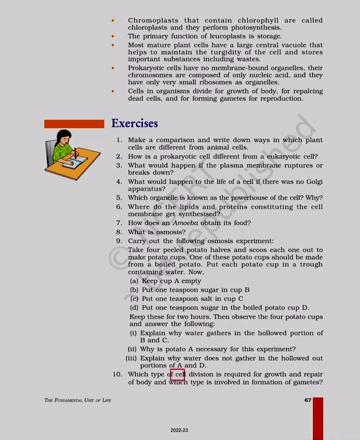 • Chromoplasts that contain chlorophyll are called
chloroplasts and they perform photosynthesis.
• The primary function of leucoplasts is storage.
• Most mature plant cells have a large central vacuole that
helps to maintain the turgidity of the cell and stores
important substances including wastes.
• Prokaryotic cells have no membrane-bound organelles, their
chromosomes are composed of only nucleic acid, and they
have only very small ribosomes as organelles.
• Cells in organisms divide for growth of body, for repalcing
dead cells, and for forming gametes for reproduction.
Exercises
1. Make a comparison and write down ways in which plant
cells are different from animal cells.
2. How is a prokaryotic cell different from a eukaryotic cell?
3. What would happen if the plasma membrane ruptures or
breaks down?
4. What would happen to the life of a cell if there was no Golgi
apparatus?
5. Which organelle is known as the powerhouse of the cell? Why?
6. Where do the lipids and proteins constituting the cell
membrane get synthesised?
7. How does an Amoeba obtain its food?
8. What is osmosis?
9. Carry out the following osmosis experiment:
Take four peeled potato halves and scoos each one out to
make potato cups. One of these potato cups should be made
from a boiled potato. Put each potato cup in a trough
containing water. Now,
(a) Keep cup A empty
(b) Put one teaspoon sugar in cup B
(c) Put one teaspoon salt in cup C
(d) Put one teaspoon sugar in the boiled potato cup D.
Keep these for two hours. Then observe the four potato cups
and answer the following:
(i) Explain why water gathers in the hollowed portion of
B and C.
(ii) Why is potato A necessary for this experiment?
(iii) Explain why water does not gather in the hollowed out
portions of A and D.
10. Which type of cell division is required for growth and repair
of body and which type is involved in formation of gametes?
THE FUNDAMENTAL UNIT OF LIFE 67
2022-23